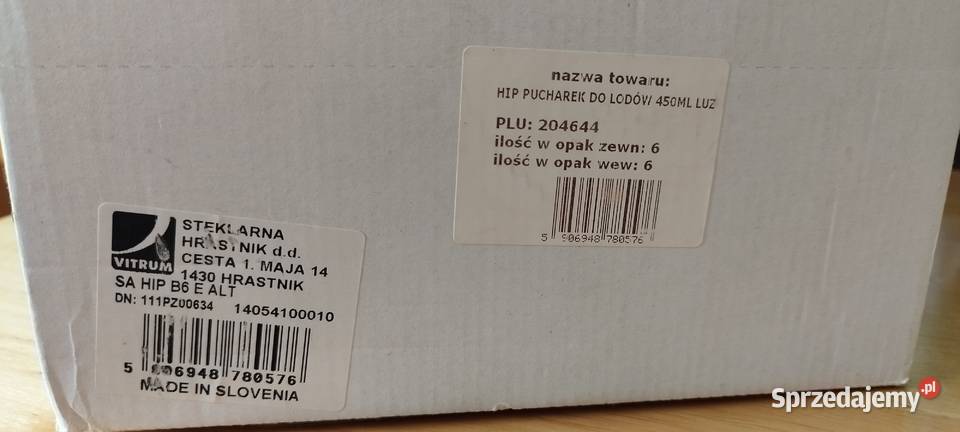 nazwa towaru:
HIP PUCHAREK DO LODÓW 450ML LUZ
PLU: 204644
ilość w opak zewn: 6
ilość w opak wew: 6
5 906948 780576
VITRUM
STEKLARNA
HRASTNIK d.d.
CESTA 1. MAJA 14
1430 HRASTNIK
SA HIP B6 E ALT
DN: 111PZ00634 14054100010
5 906948 780576
MADE IN SLOVENIA
Sprzedajemy.pl